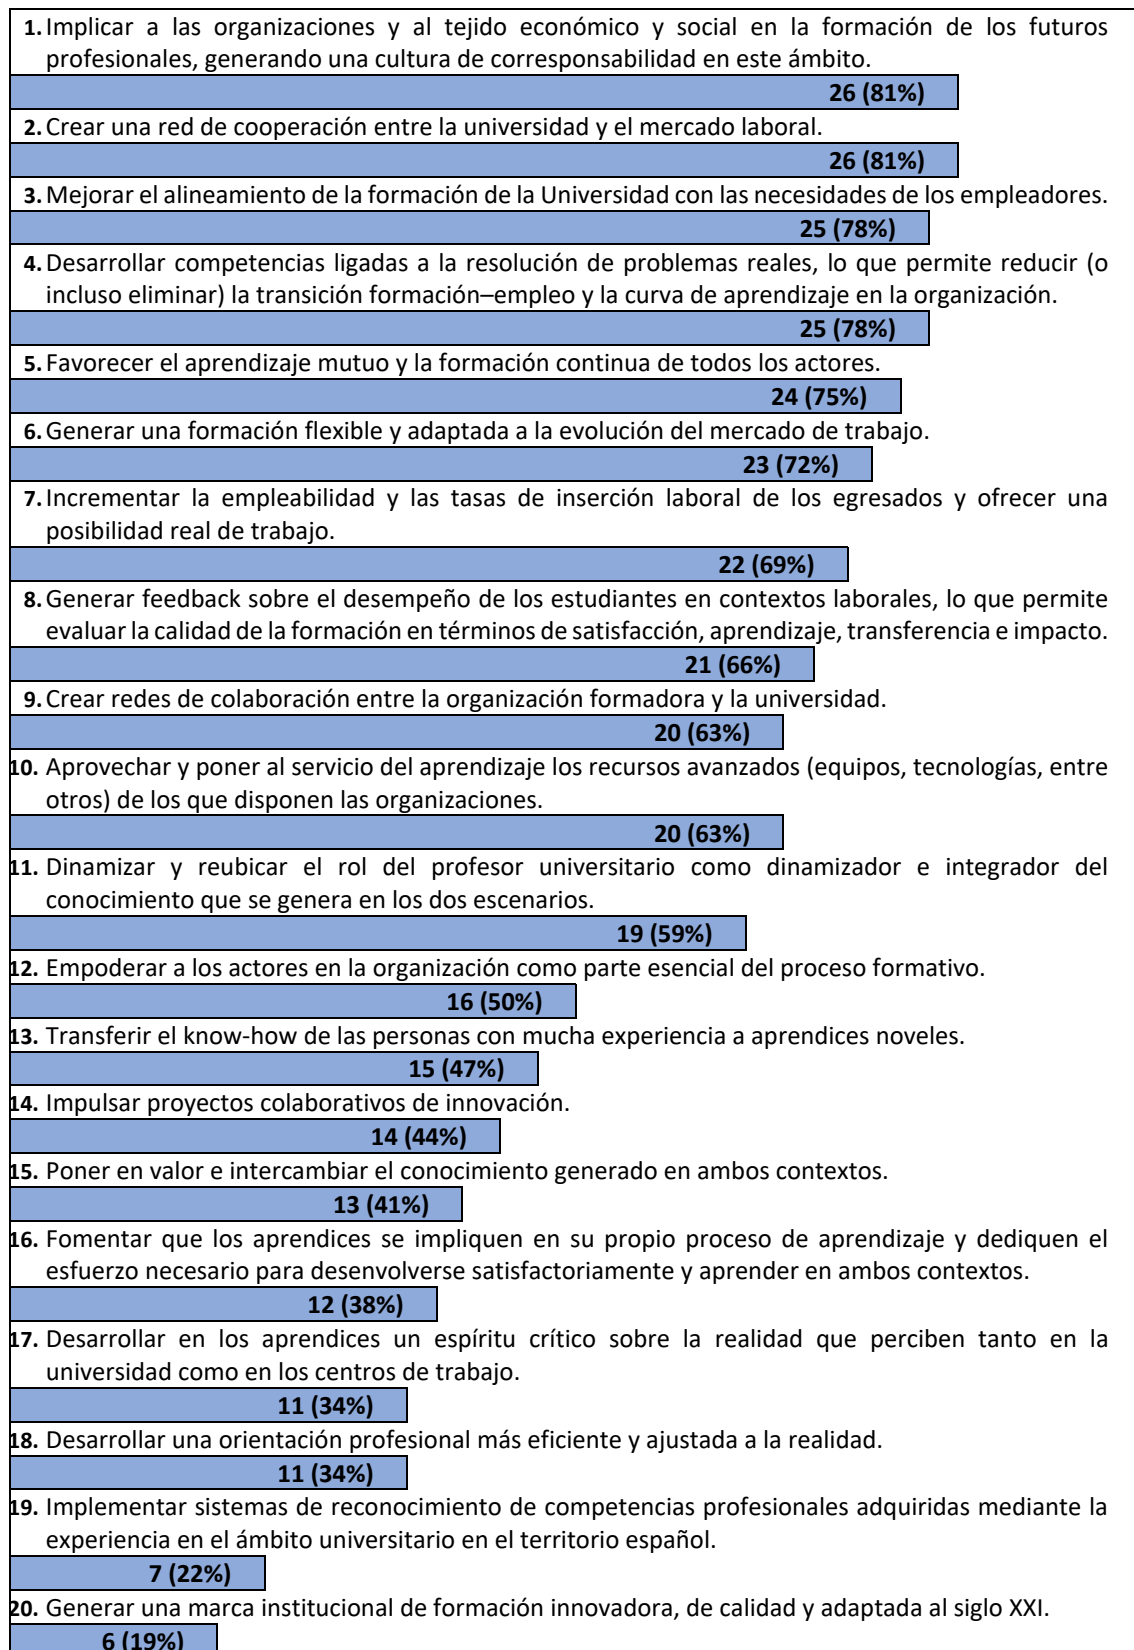 1. Implicar a las organizaciones y al tejido económico y social en la formación de los futuros
profesionales, generando una cultura de corresponsabilidad en este ámbito.
26 (81%)
2. Crear una red de cooperación entre la universidad y el mercado laboral.
26 (81%)
3. Mejorar el alineamiento de la formación de la Universidad con las necesidades de los empleadores.
25 (78%)
4. Desarrollar competencias ligadas a la resolución de problemas reales, lo que permite reducir (o
incluso eliminar) la transición formación–empleo y la curva de aprendizaje en la organización.
25 (78%)
5. Favorecer el aprendizaje mutuo y la formación continua de todos los actores.
24 (75%)
6. Generar una formación flexible y adaptada a la evolución del mercado de trabajo.
23 (72%)
7. Incrementar la empleabilidad y las tasas de inserción laboral de los egresados y ofrecer una
posibilidad real de trabajo.
22 (69%)
8. Generar feedback sobre el desempeño de los estudiantes en contextos laborales, lo que permite
evaluar la calidad de la formación en términos de satisfacción, aprendizaje, transferencia e impacto.
21 (66%)
9. Crear redes de colaboración entre la organización formadora y la universidad.
20 (63%)
10. Aprovechar y poner al servicio del aprendizaje los recursos avanzados (equipos, tecnologías, entre
otros) de los que disponen las organizaciones.
20 (63%)
11. Dinamizar y reubicar el rol del profesor universitario como dinamizador e integrador del
conocimiento que se genera en los dos escenarios.
19 (59%)
12. Empoderar a los actores en la organización como parte esencial del proceso formativo.
16 (50%)
13. Transferir el know-how de las personas con mucha experiencia a aprendices noveles.
15 (47%)
14. Impulsar proyectos colaborativos de innovación.
14 (44%)
15. Poner en valor e intercambiar el conocimiento generado en ambos contextos.
13 (41%)
16. Fomentar que los aprendices se impliquen en su propio proceso de aprendizaje y dediquen el
esfuerzo necesario para desenvolverse satisfactoriamente y aprender en ambos contextos.
12 (38%)
17. Desarrollar en los aprendices un espíritu crítico sobre la realidad que perciben tanto en la
universidad como en los centros de trabajo.
11 (34%)
18. Desarrollar una orientación profesional más eficiente y ajustada a la realidad.
11 (34%)
19. Implementar sistemas de reconocimiento de competencias profesionales adquiridas mediante la
experiencia en el ámbito universitario en el territorio español.
7 (22%)
20. Generar una marca institucional de formación innovadora, de calidad y adaptada al siglo XXI.
6 (19%)